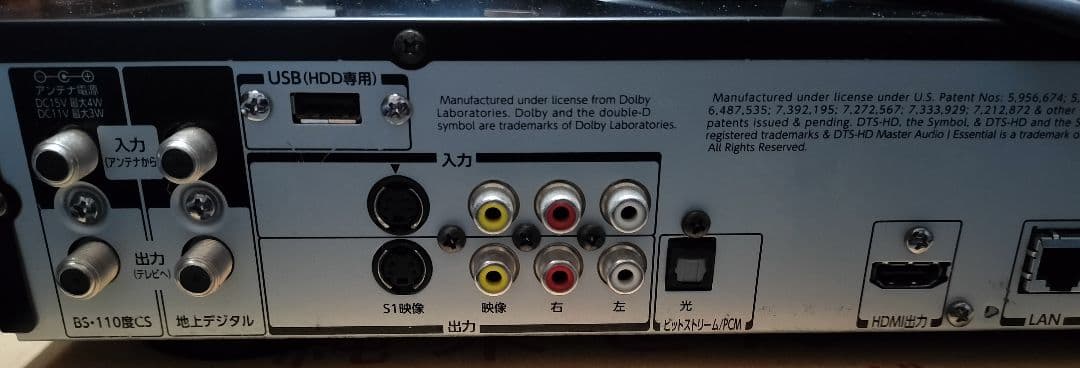 アンテナ電源
DC15V 最大4W
DC11V 最大3W
入力
(アンテナから)
出力
(テレビへ)
BS・110度CS
地上デジタル
USB(HDD専用)
Manufactured under license from Dolby
Laboratories. Dolby and the double-D
symbol are trademarks of Dolby Laboratories.
Manufactured under license under U.S. Patent Nos: 5,956,674;
6,487,535; 7,392,195; 7,272,567; 7,333,929; 7,212,872 & other
patents issued & pending. DTS-HD, the Symbol, & DTS-HD and the
registered trademarks & DTS-HD Master Audio | Essential is a trademark
All Rights Reserved.
入力
S1映像
映像
右
左
出力
光
ビットストリーム/PCM
HDMI出力
LAN